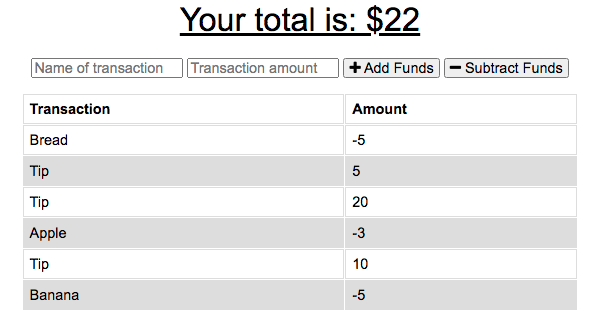 Your total is: $22
Name of transaction Transaction amount + Add Funds − Subtract Funds
Transaction Amount
Bread -5
Tip 5
Tip 20
Apple -3
Tip 10
Banana -5